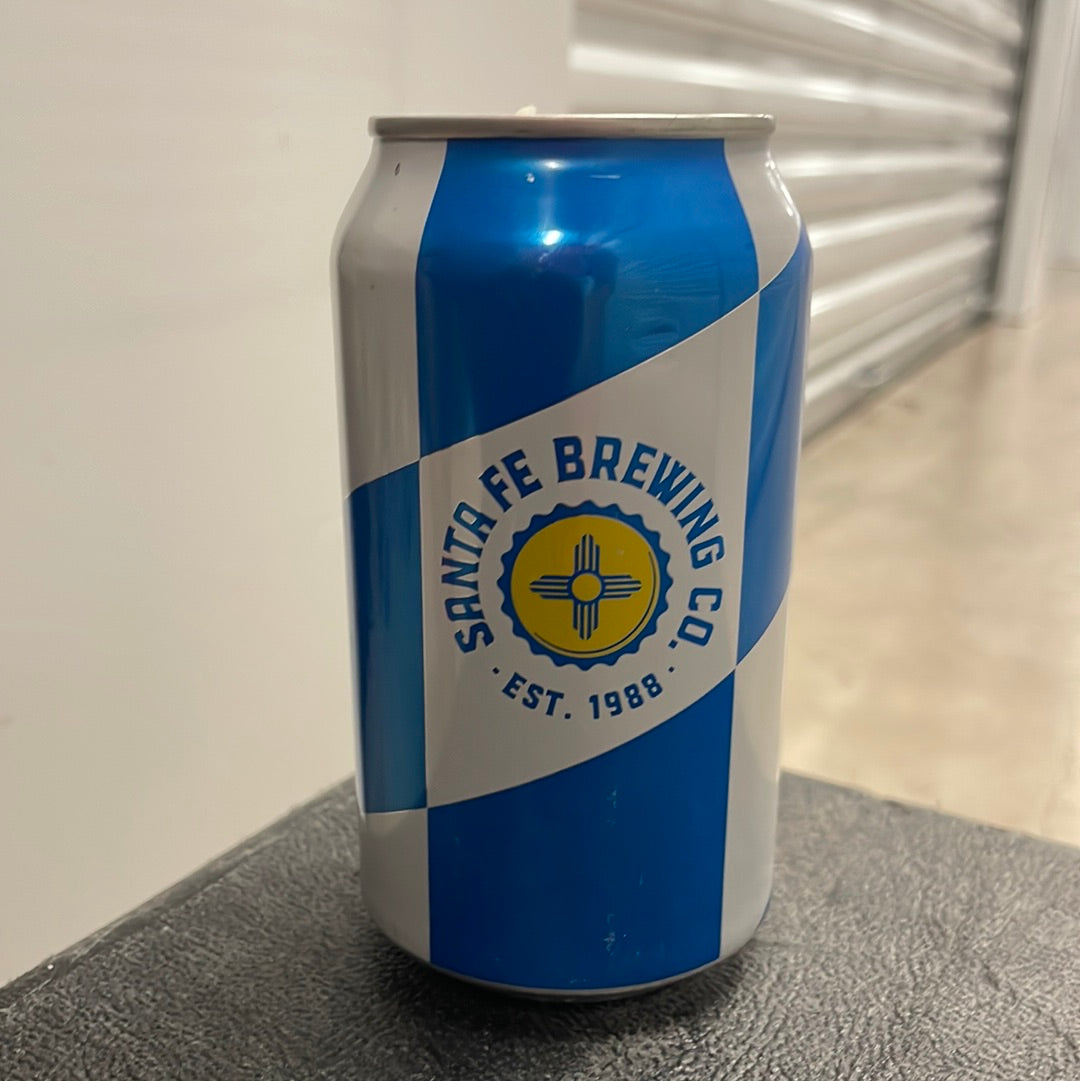 SANTA FE BREWING CO.
· EST. 1988 ·